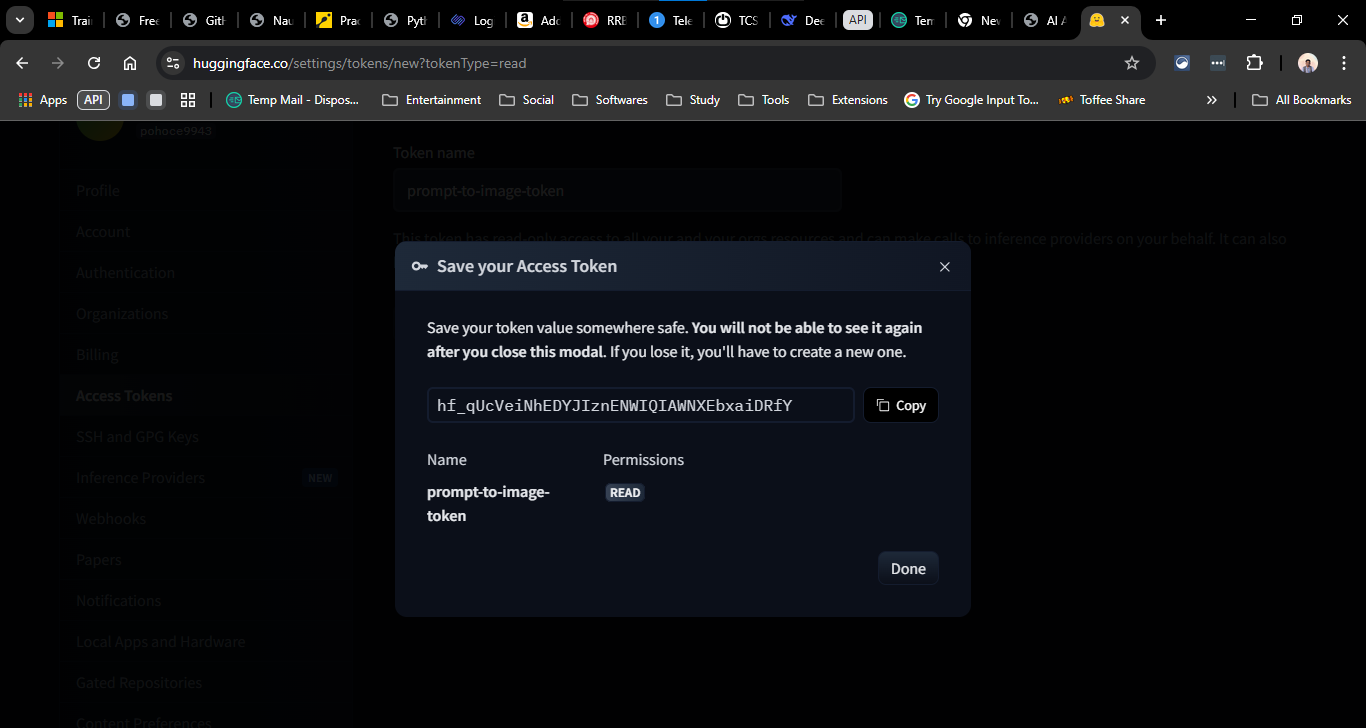 Trai
Fre
Git
Nau
Prac
Pyt
Log
Add
RRB
1
Tele
TCS
Dee
API
Tem
Nev
AI A
huggingface.co/settings/tokens/new?tokenType=read
Apps
API
Temp Mail - Dispos...
Entertainment
Social
Softwares
Study
Tools
Extensions
Try Google Input To...
Toffee Share
»
All Bookmarks
pohoce9943
Token name
Profile
prompt-to-image-token
Account
This token has read-only access to all your and your orgs resources and can make calls to inference providers on your behalf. It can also
Authentication
Organizations
Billing
Access Tokens
SSH and GPG Keys
Inference Providers NEW
Webhooks
Papers
Notifications
Local Apps and Hardware
Gated Repositories
Content Preferences
Save your Access Token
Save your token value somewhere safe. You will not be able to see it again
after you close this modal. If you lose it, you'll have to create a new one.
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
Copy
Name Permissions
prompt-to-image- READ
token
Done